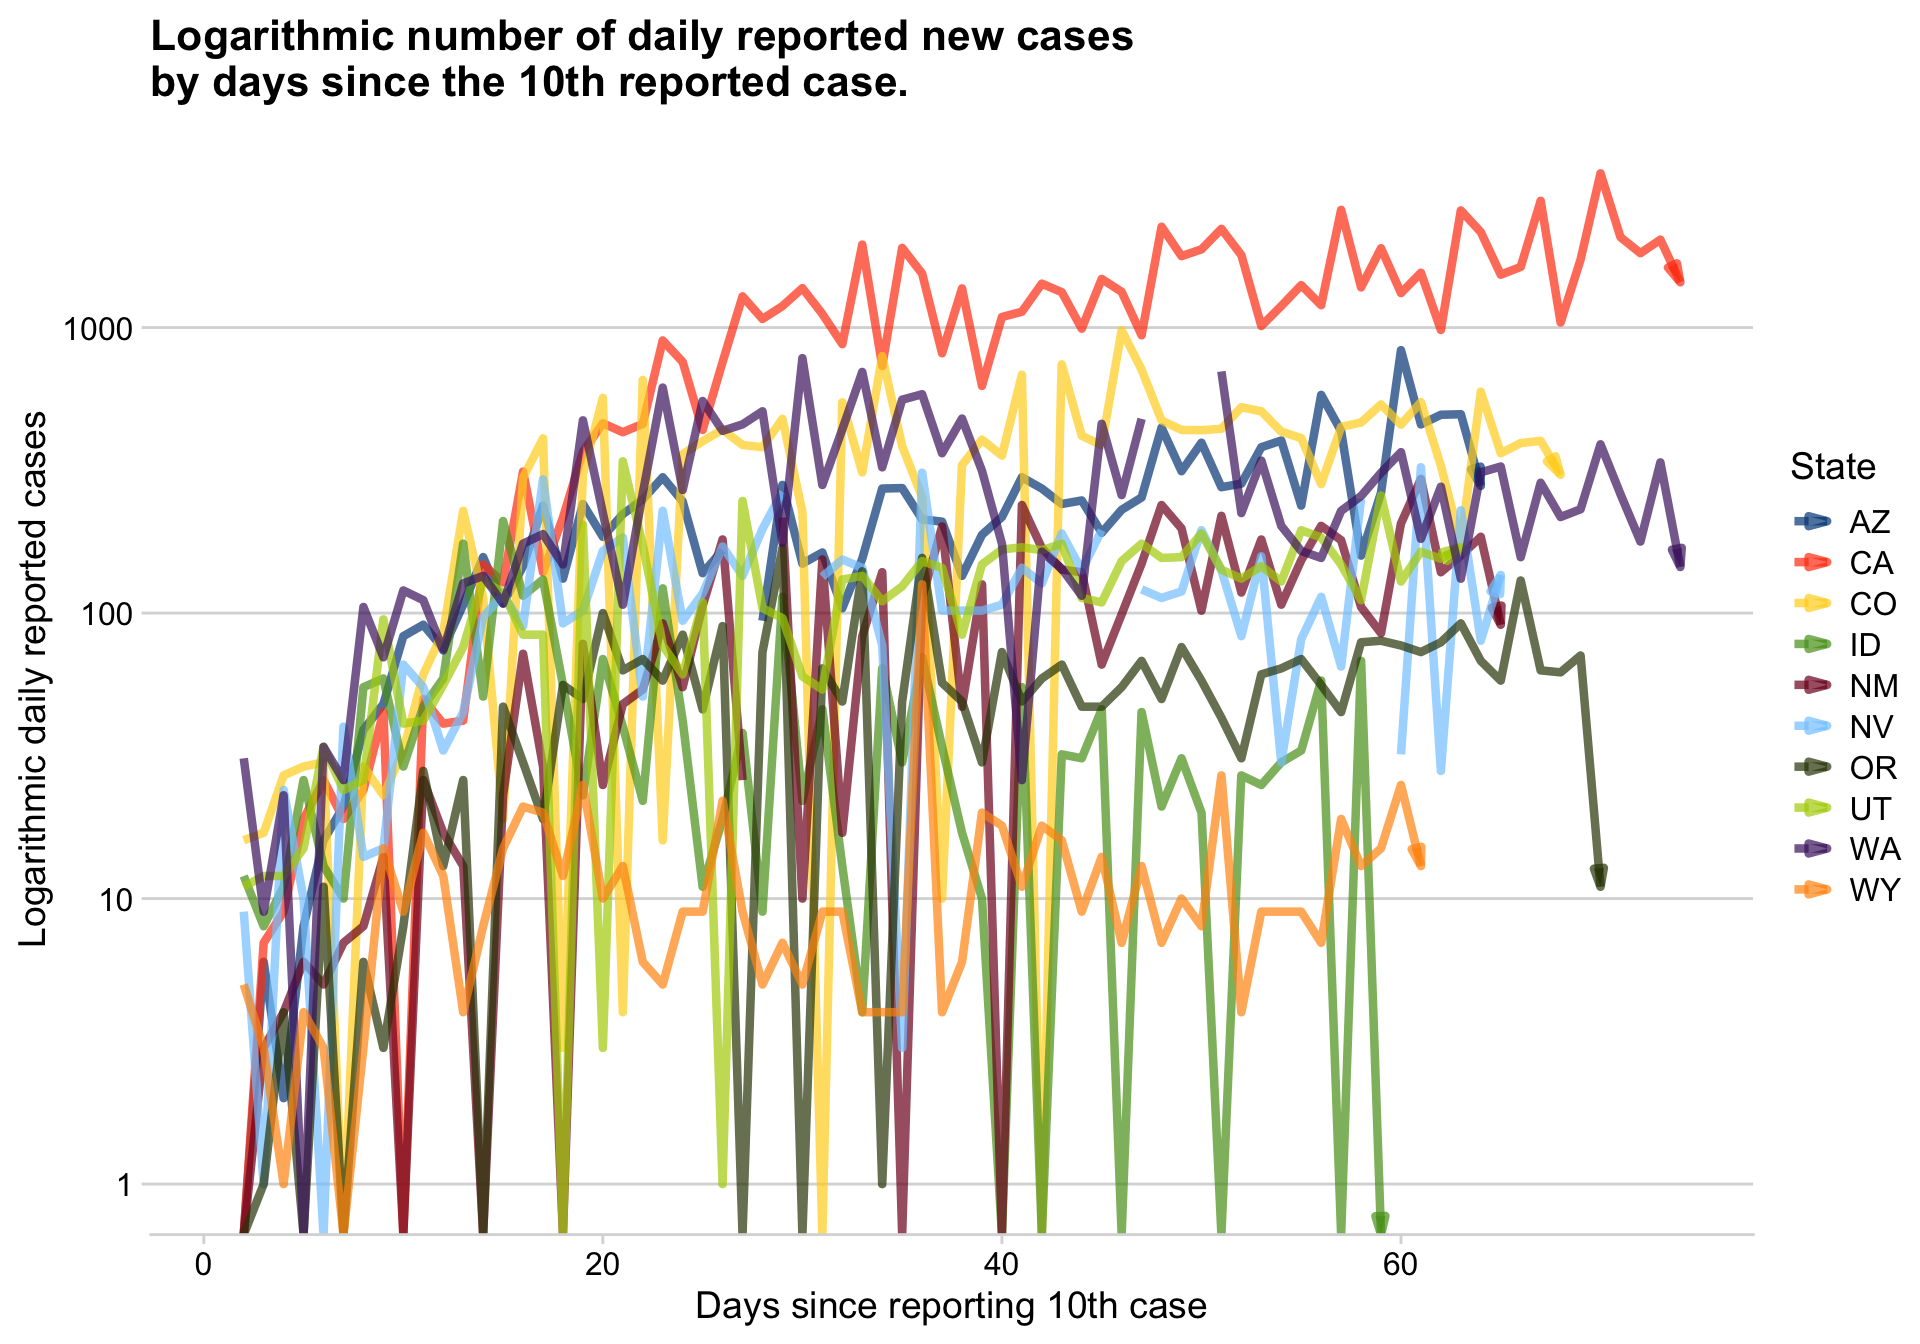 Logarithmic number of daily reported new cases
by days since the 10th reported case.
Logarithmic daily reported cases
1000
100
10
1
0
20
40
60
Days since reporting 10th case
State
AZ
CA
CO
ID
NM
NV
OR
UT
WA
WY